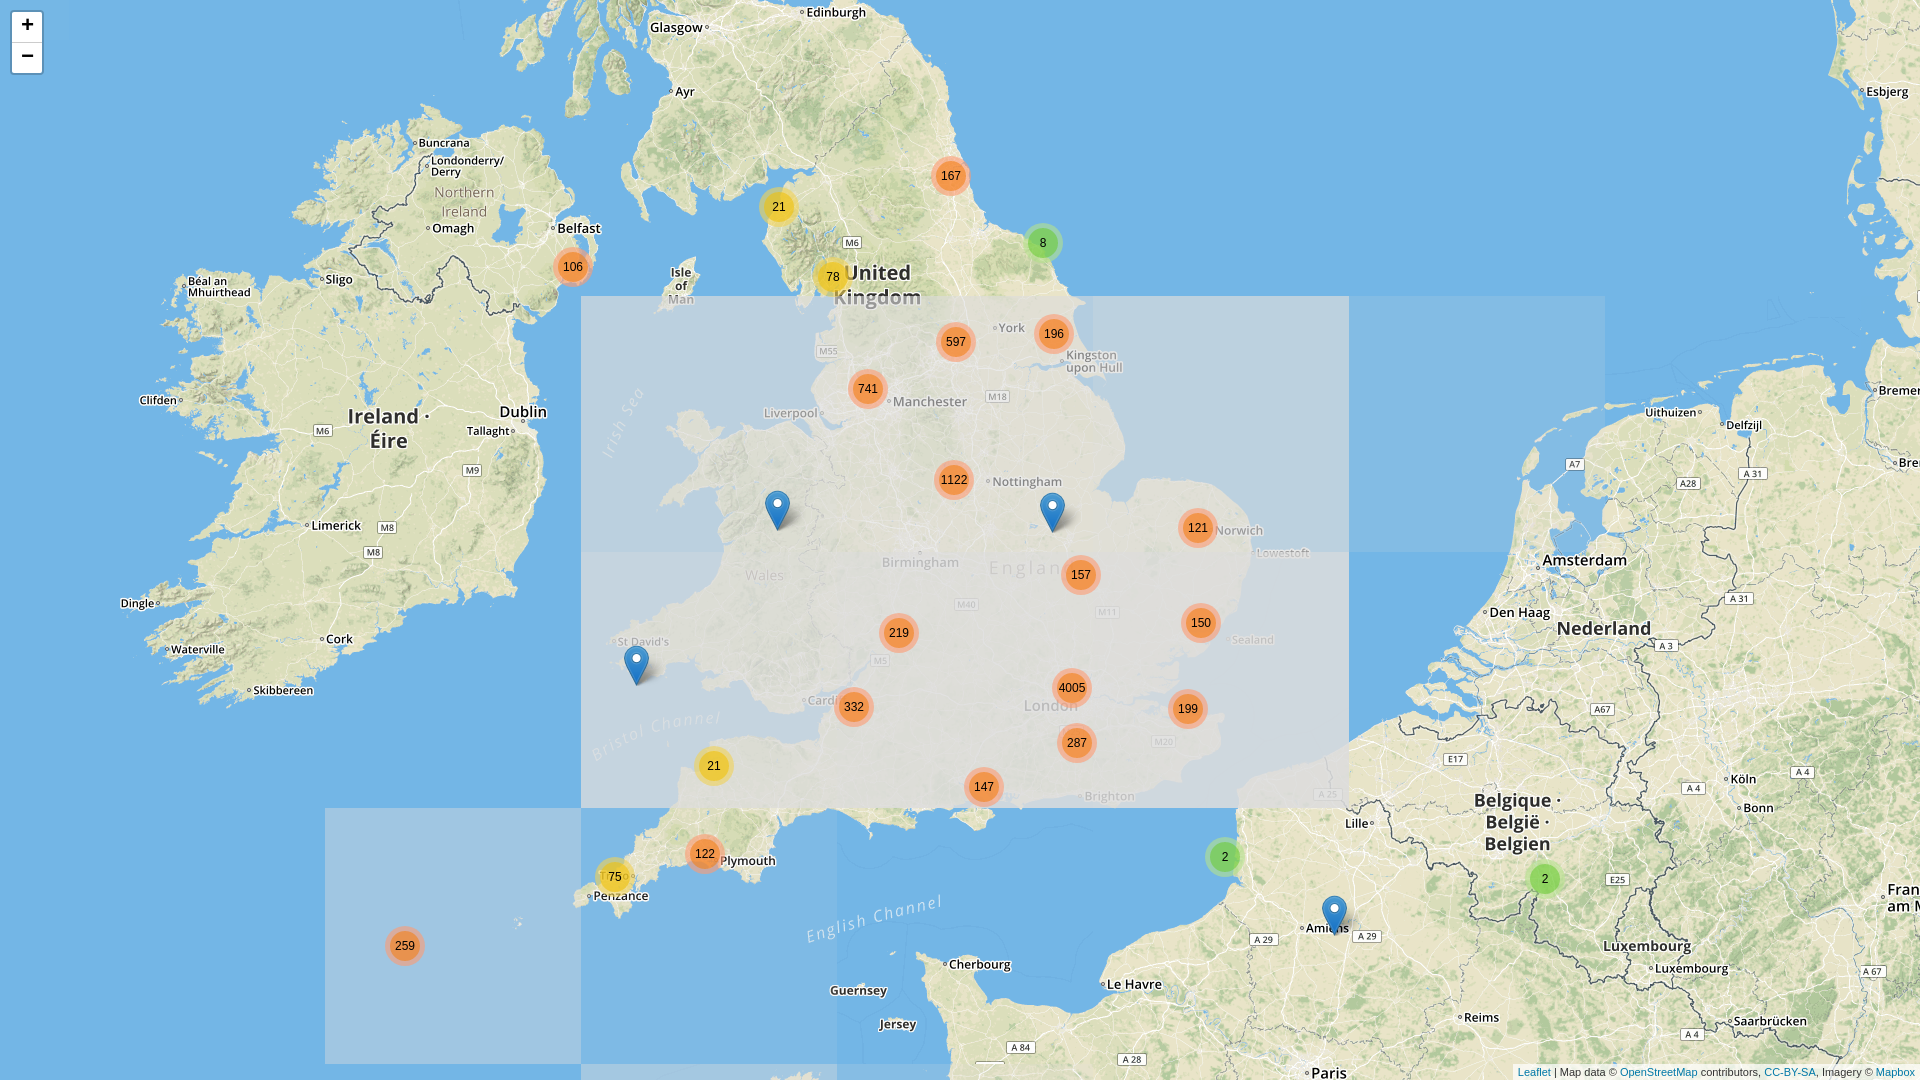 +
−
Edinburgh
Glasgow
Ayr
Esbjerg
Buncrana
Londonderry/
Derry
Northern
Ireland
Omagh
Belfast
167
21
M6
8
106
78
United
Kingdom
Isle
of
Man
Sligo
Béal an
Mhuirthead
York
597
196
M55
Kingston
upon Hull
741
Manchester
M18
Liverpool
Irish Sea
Clifden
Ireland ·
Éire
Dublin
Tallaght
M6
M9
Bremer
Uithuizen
Delfzijl
A7
A 31
A28
Bre
1122
Nottingham
Limerick
M8
M8
121
Norwich
Lowestoft
Birmingham
Wales
Englan
157
Amsterdam
A 31
Den Haag
Nederland
A 3
Dingle
Cork
Waterville
Skibbereen
M40
M11
219
150
St David's
Sealand
M5
4005
London
Cardi
332
199
287
M20
Bristol Channel
21
147
Brighton
A 25
A67
E17
A 4
Köln
A 4
Bonn
Belgique ·
België ·
Belgien
Lille
122
Plymouth
75
Penzance
2
2
E25
Fran
am M
259
English Channel
Amiens
A 29
A 29
Luxembourg
Luxembourg
A 67
Cherbourg
Le Havre
Guernsey
Jersey
Reims
Saarbrücken
A 4
A 84
A 28
Paris
Leaflet | Map data © OpenStreetMap contributors, CC-BY-SA, Imagery © Mapbox